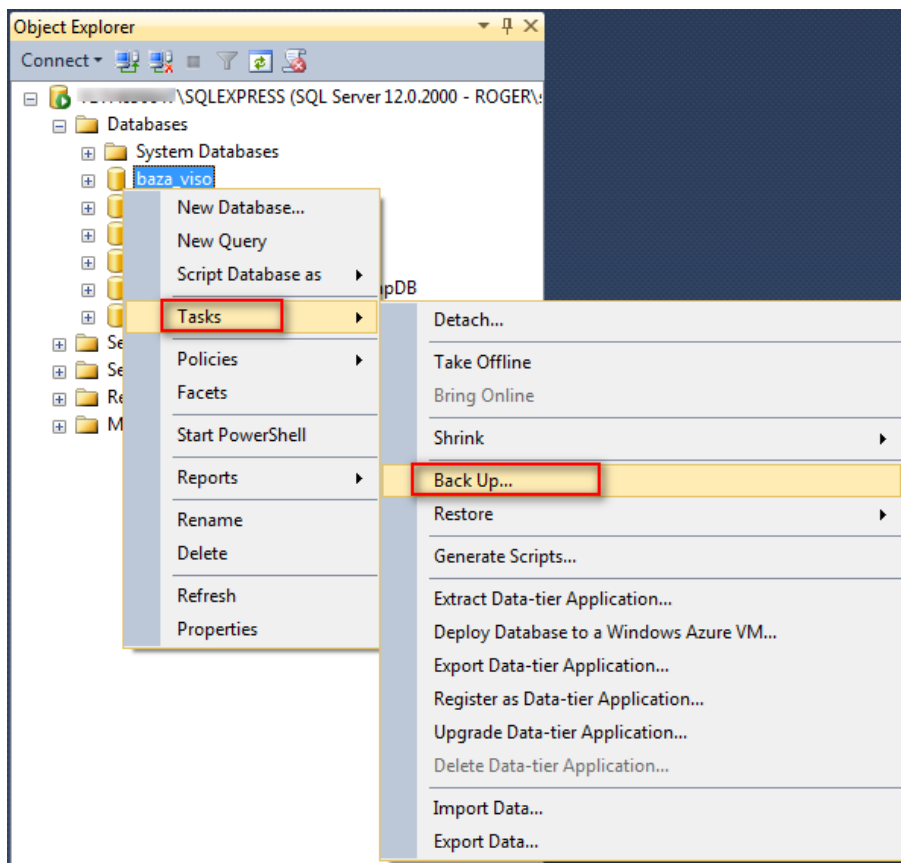 Object Explorer
Connect
\SQLEXPRESS (SQL Server 12.0.2000 - ROGER\
Databases
System Databases
baza_viso
New Database...
New Query
Script Database as
pDB
Tasks
Policies
Facets
Start PowerShell
Reports
Rename
Delete
Refresh
Properties
Se
Se
Re
M
Detach...
Take Offline
Bring Online
Shrink
Back Up...
Restore
Generate Scripts...
Extract Data-tier Application...
Deploy Database to a Windows Azure VM...
Export Data-tier Application...
Register as Data-tier Application...
Upgrade Data-tier Application...
Delete Data-tier Application...
Import Data...
Export Data...